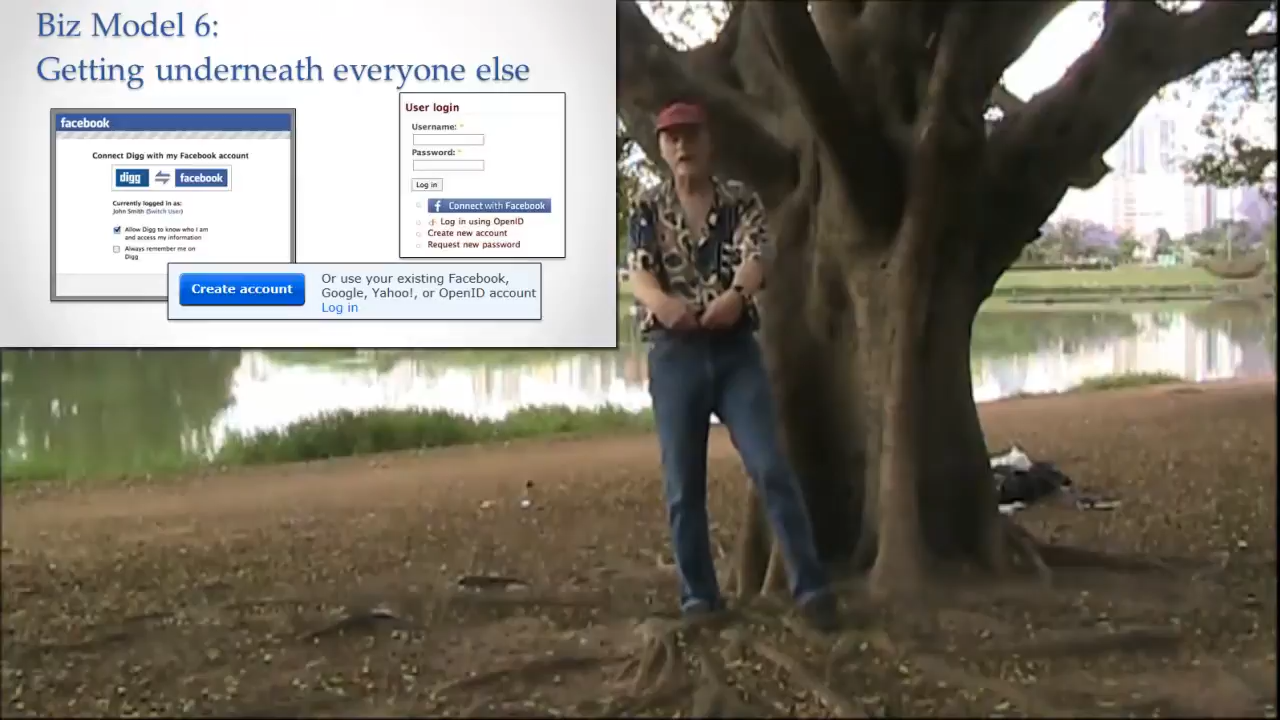 Biz Model 6:
Getting underneath everyone else
facebook
Connect Digg with my Facebook account
digg
facebook
Currently logged in as:
John Smith (Switch User)
Allow Digg to know who I am
and access my information
Always remember me on
Digg
User login
Username: *
Password: *
Log in
f Connect with Facebook
Log in using OpenID
Create new account
Request new password
Create account
Or use your existing Facebook,
Google, Yahoo!, or OpenID account
Log in